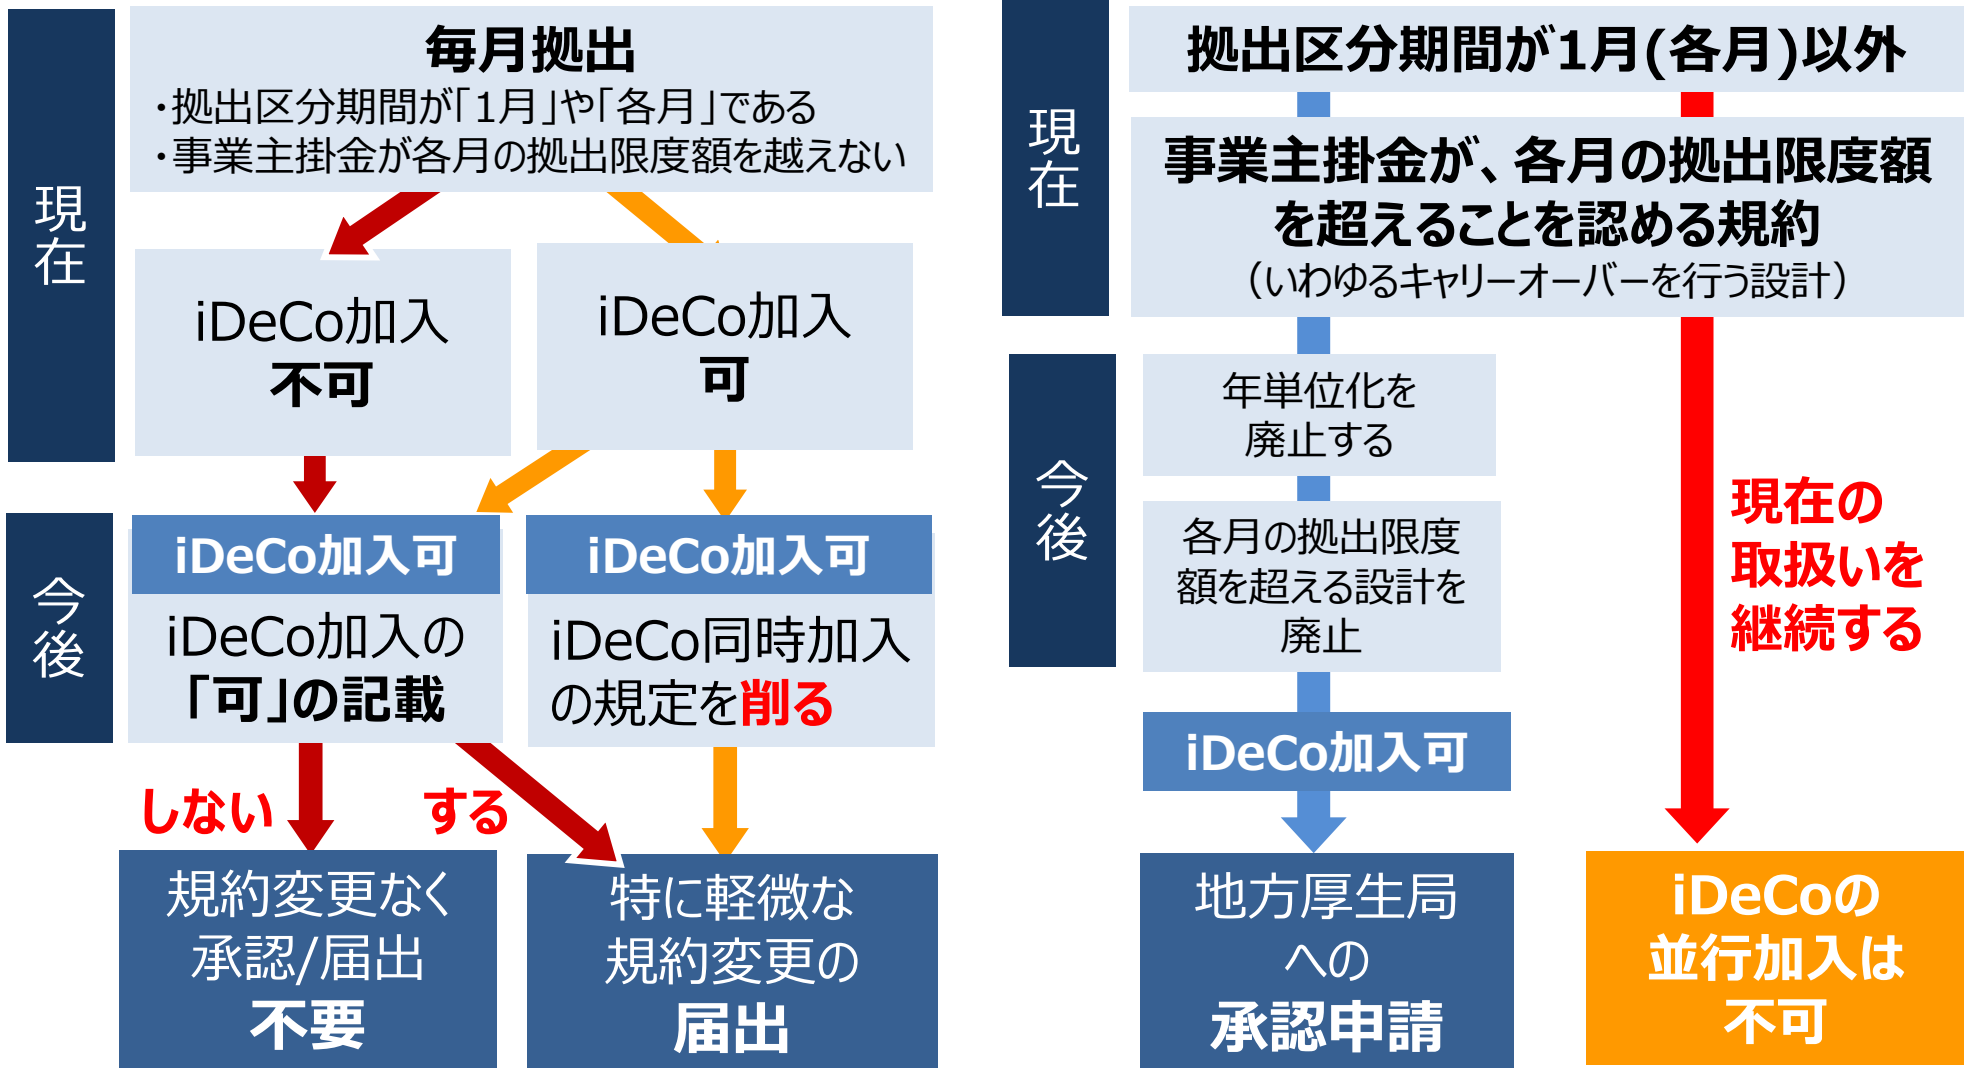 現在
毎月拠出
・拠出区分期間が「1月」や「各月」である
・事業主掛金が各月の拠出限度額を越えない
iDeCo加入
不可
iDeCo加入
可
今後
iDeCo加入可
iDeCo加入の
「可」の記載
iDeCo加入可
iDeCo同時加入
の規定を削る
しない
する
規約変更なく
承認/届出
不要
特に軽微な
規約変更の
届出
現在
拠出区分期間が1月(各月)以外
事業主掛金が、各月の拠出限度額
を超えることを認める規約
（いわゆるキャリーオーバーを行う設計）
今後
年単位化を
廃止する
各月の拠出限度
額を超える設計を
廃止
iDeCo加入可
現在の
取扱いを
継続する
地方厚生局
への
承認申請
iDeCoの
並行加入は
不可